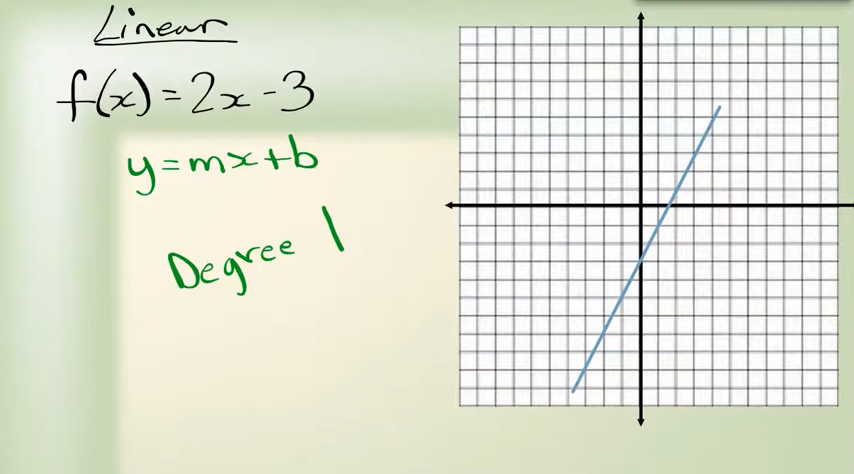 Linear
f(x) = 2x - 3
y = mx + b
Degree 1